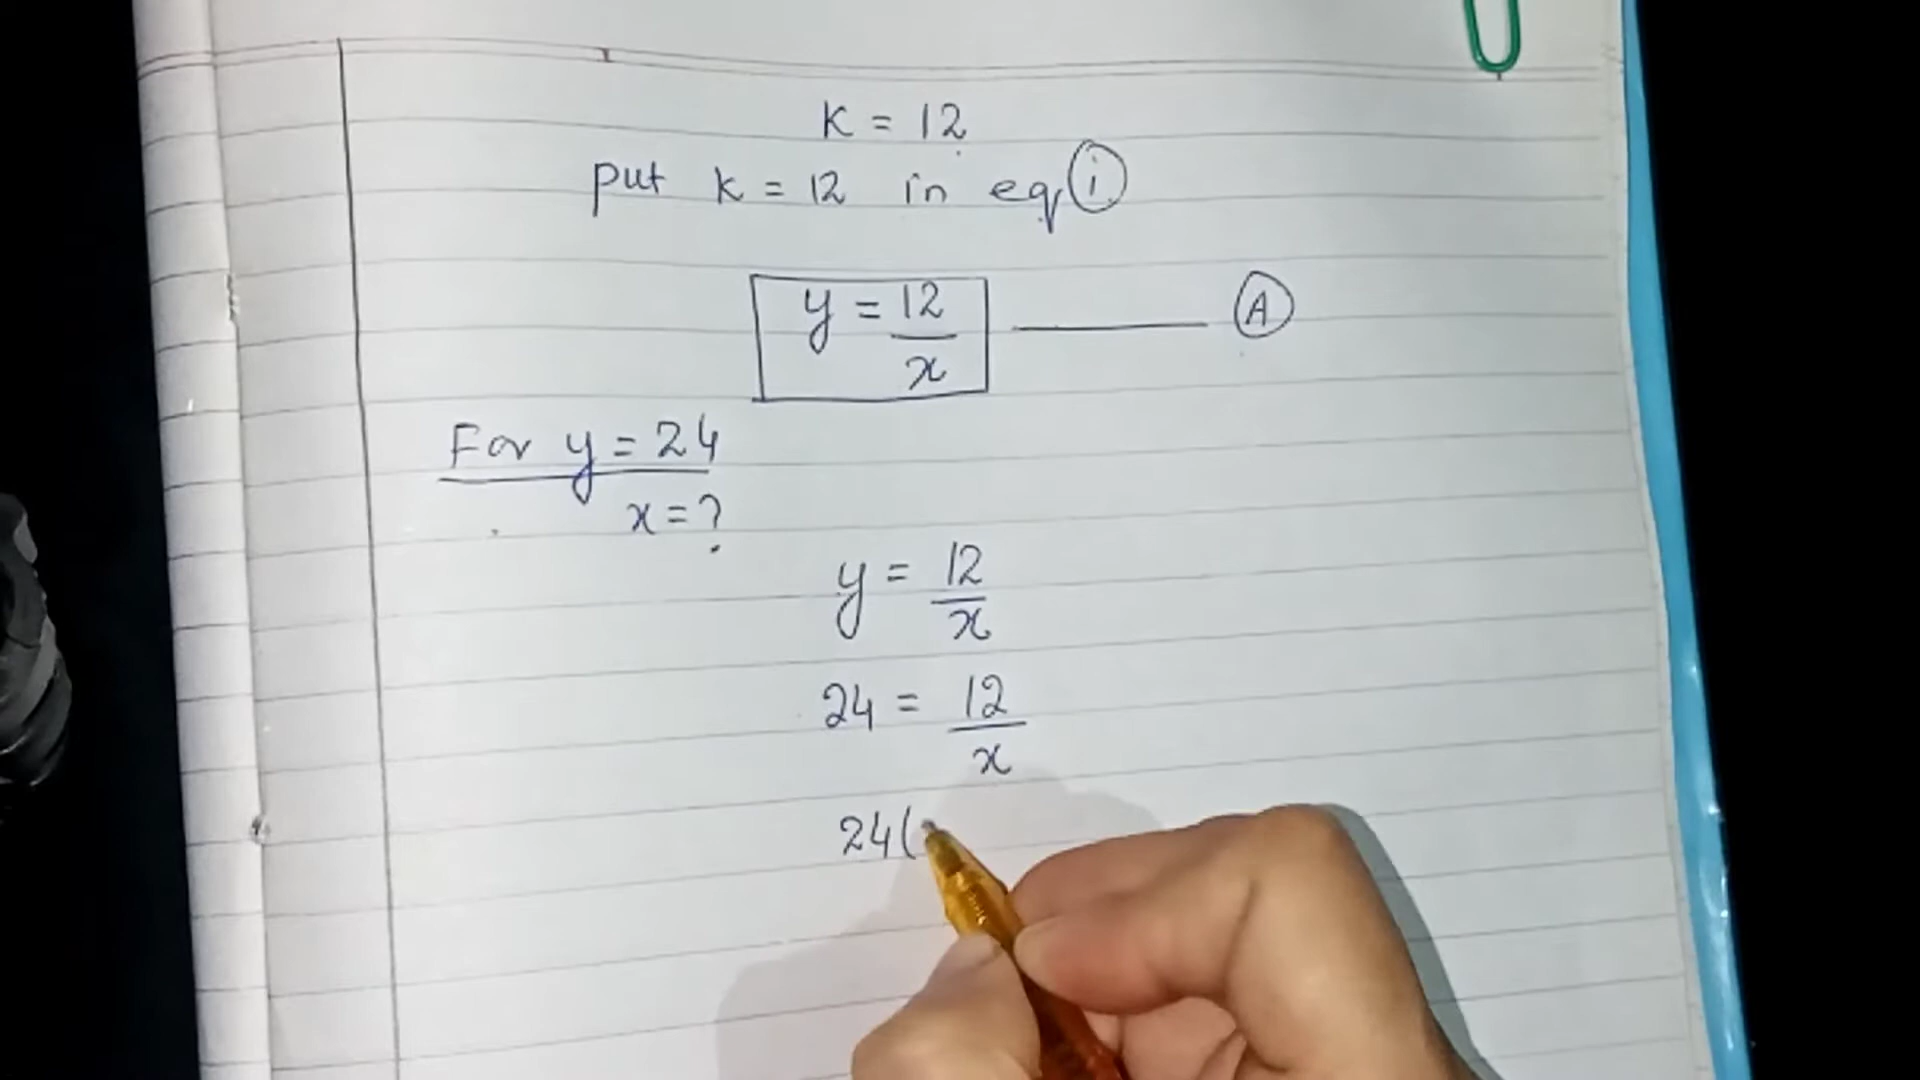 K = 12
put k = 12 in eq (i)
y = 12/x ——— (A)
For y = 24
x = ?
y = 12/x
24 = 12/x
24(